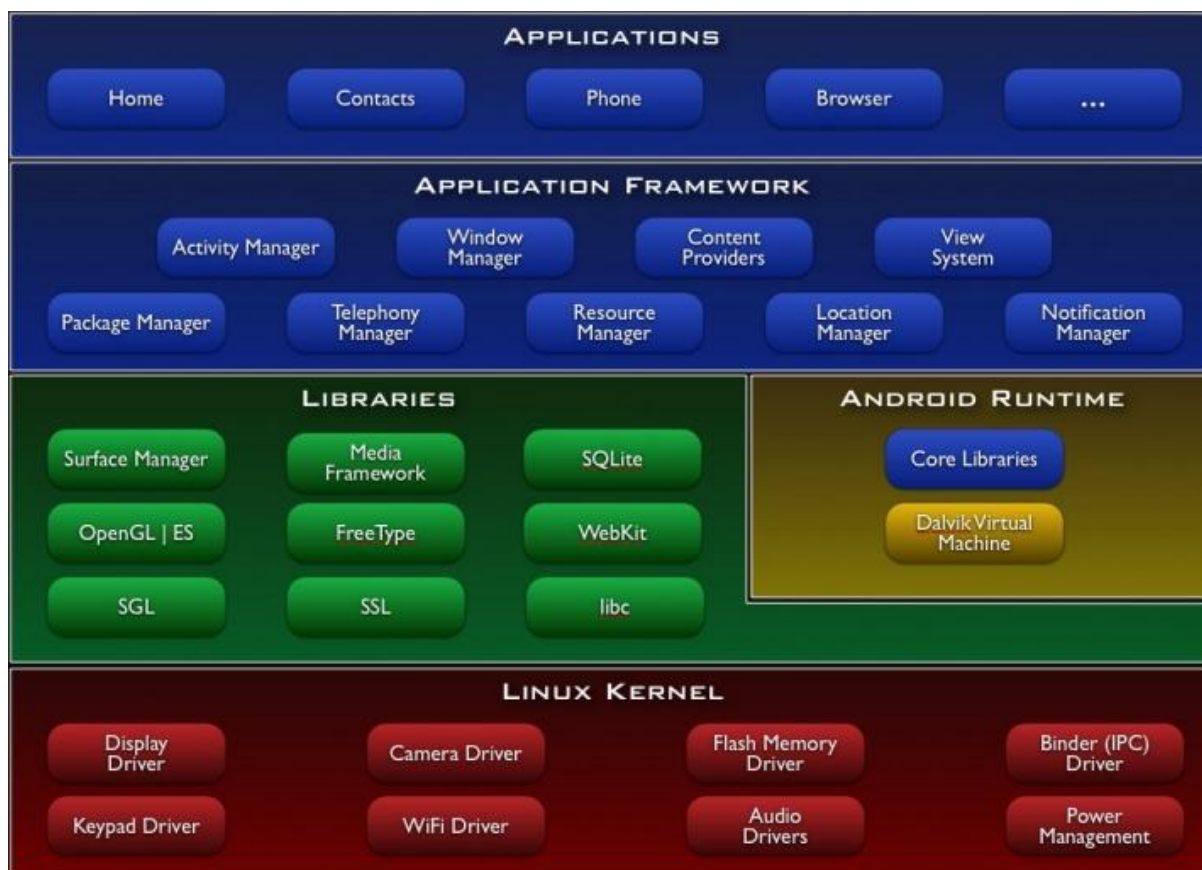 APPLICATIONS
Home
Contacts
Phone
Browser
...
APPLICATION FRAMEWORK
Activity Manager
Window
Manager
Content
Providers
View
System
Package Manager
Telephony
Manager
Resource
Manager
Location
Manager
Notification
Manager
LIBRARIES
Surface Manager
Media
Framework
SQLite
OpenGL | ES
FreeType
WebKit
SGL
SSL
libc
ANDROID RUNTIME
Core Libraries
Dalvik Virtual
Machine
LINUX KERNEL
Display
Driver
Camera Driver
Flash Memory
Driver
Binder (IPC)
Driver
Keypad Driver
WiFi Driver
Audio
Drivers
Power
Management